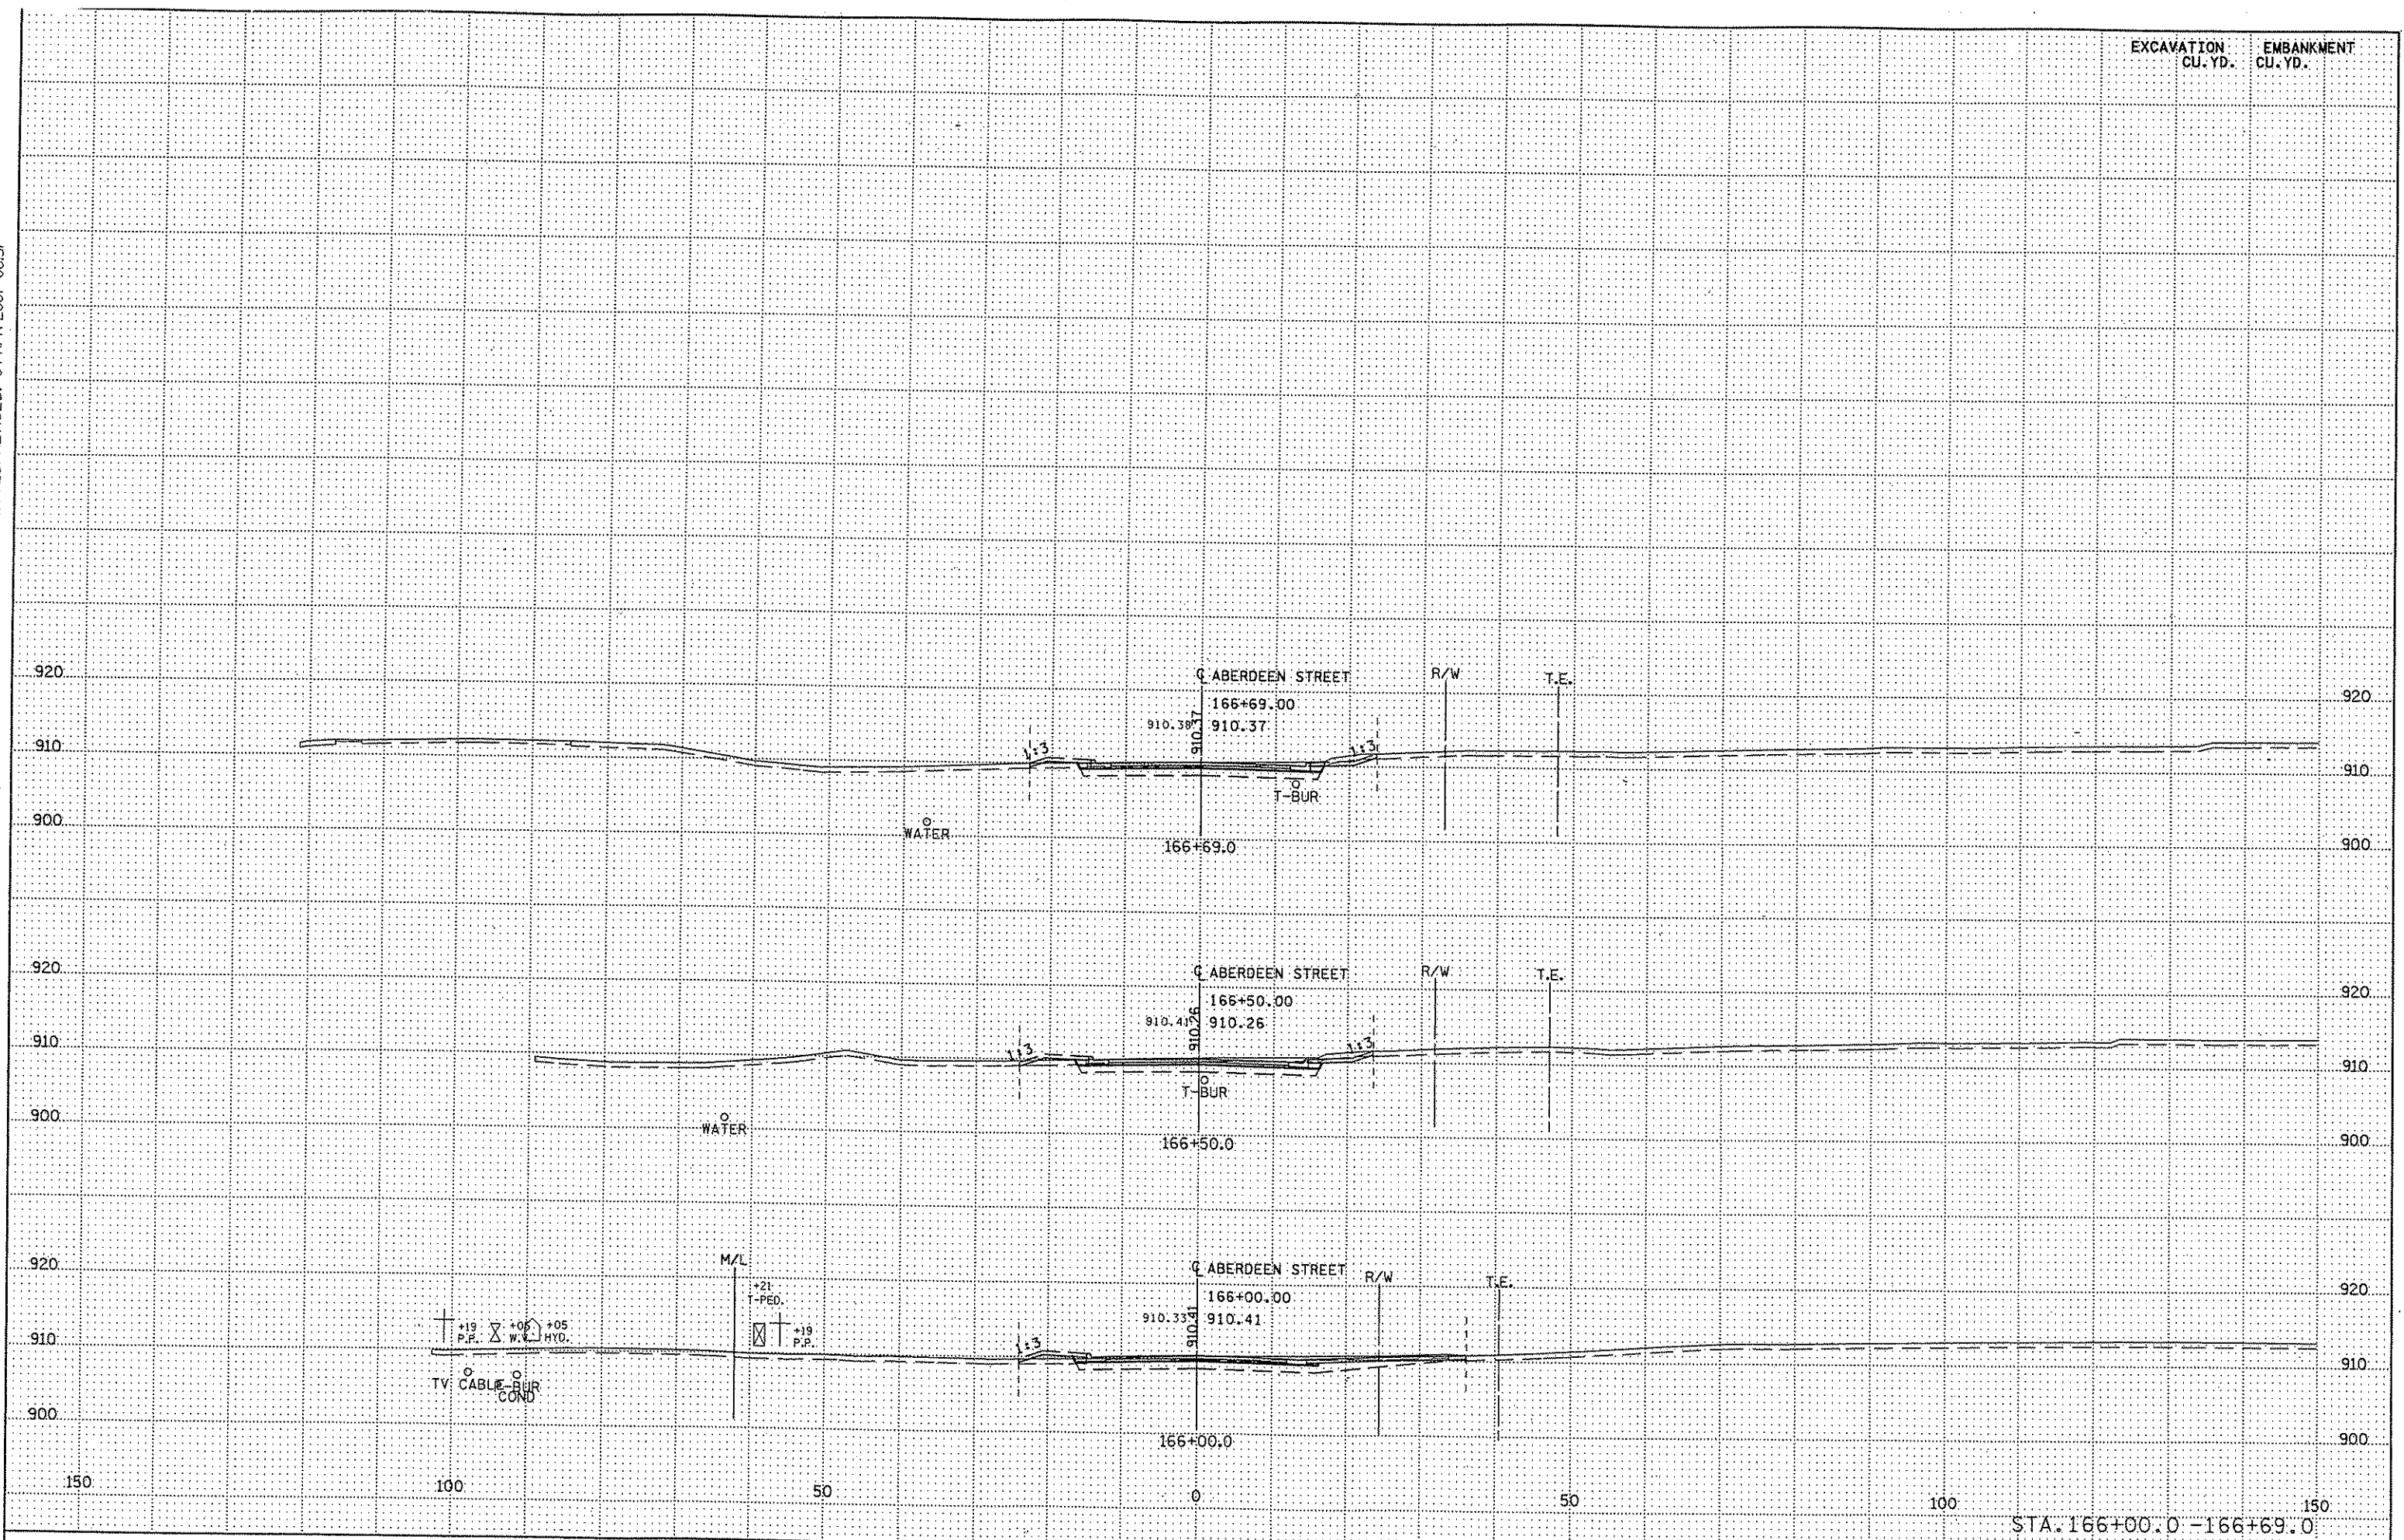 EXCAVATION EMBANKMENT
CU.YD. CU.YD.
920
℄ ABERDEEN STREET
R/W
T.E.
920
166+69.00
910.38
910.37
910.37
910
1:3
1:3
910
T-BUR
900
WATER
166+69.0
900
920
℄ ABERDEEN STREET
R/W
T.E.
920
166+50.00
910.41
910.26
910.26
910
1:3
1:3
910
T-BUR
900
WATER
166+50.0
900
920
M/L
℄ ABERDEEN STREET
R/W
T.E.
920
+21
T-PED.
166+00.00
910.33
910.41
910.41
+19
P.P.
+05
W.V.
+05
HYD.
+19
P.P.
910
1:3
910
TV CABLE
-BUR
COND
900
166+00.0
900
150 100 50 0 50 100 150
STA.166+00.0 -166+69.0